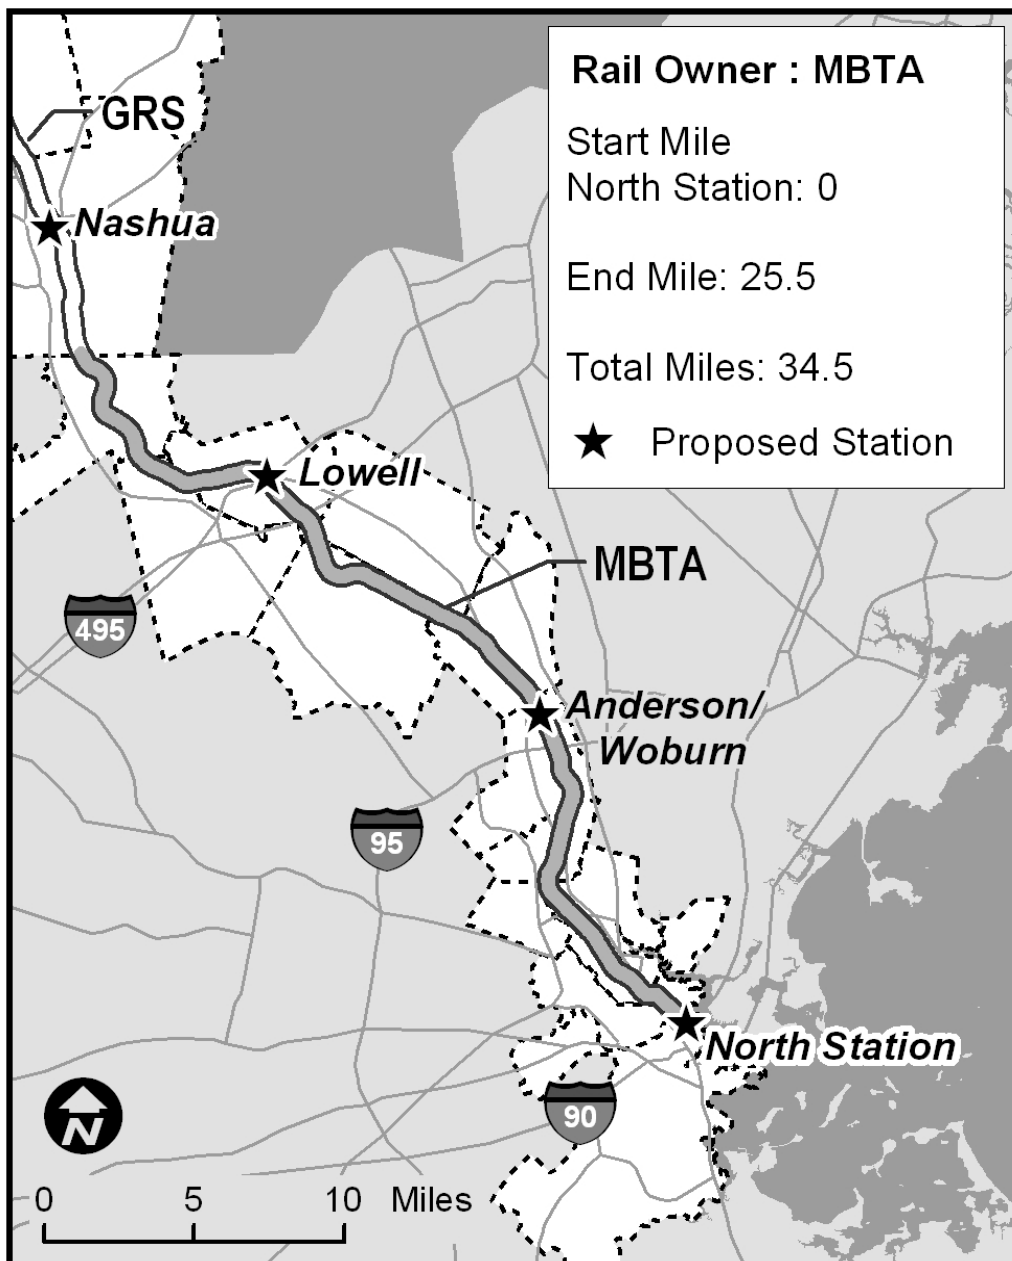 Rail Owner : MBTA
Start Mile
North Station: 0
End Mile: 25.5
Total Miles: 34.5
★ Proposed Station
GRS
Nashua
Lowell
MBTA
495
Anderson/
Woburn
95
North Station
90
N
0 5 10 Miles